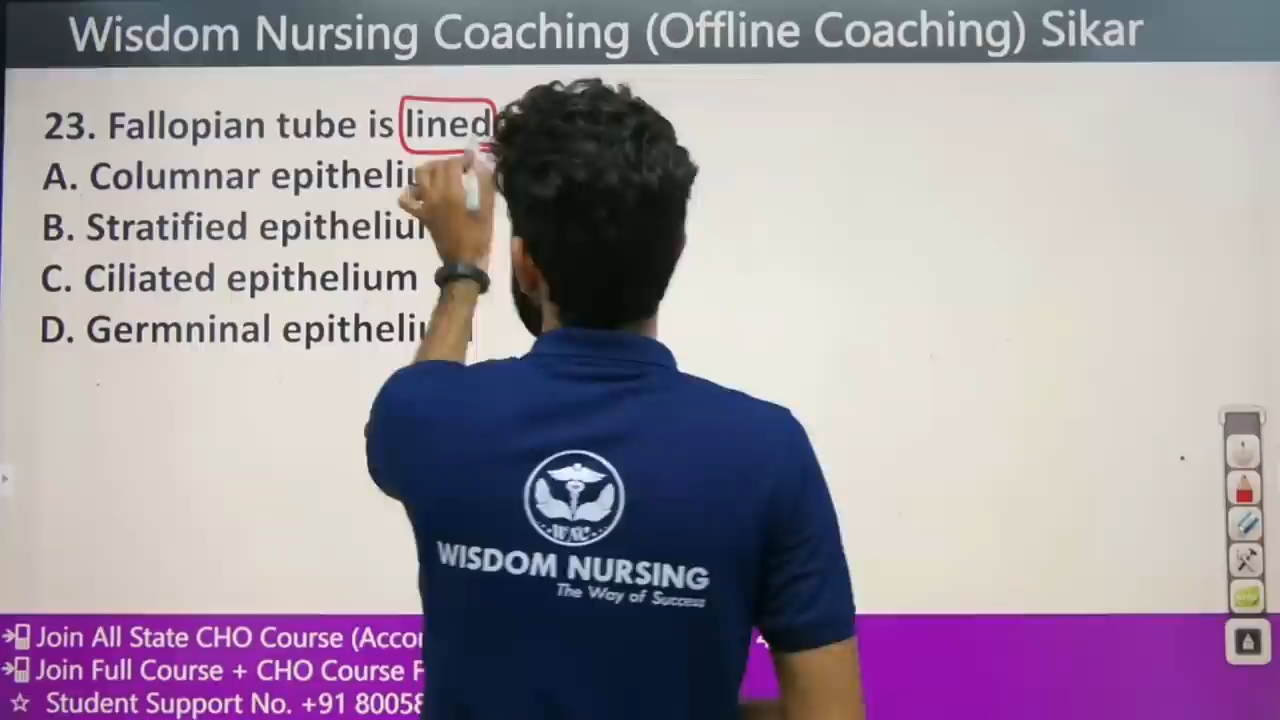 Wisdom Nursing Coaching (Offline Coaching) Sikar
23. Fallopian tube is lined
A. Columnar
B. Stratified
C. Ciliated epithelium
D. Germninal
WISDOM NURSING
The Way of Success
Join All State CHO Course
Join Full Course + CHO Course
☆ Student Support No. +91 80058